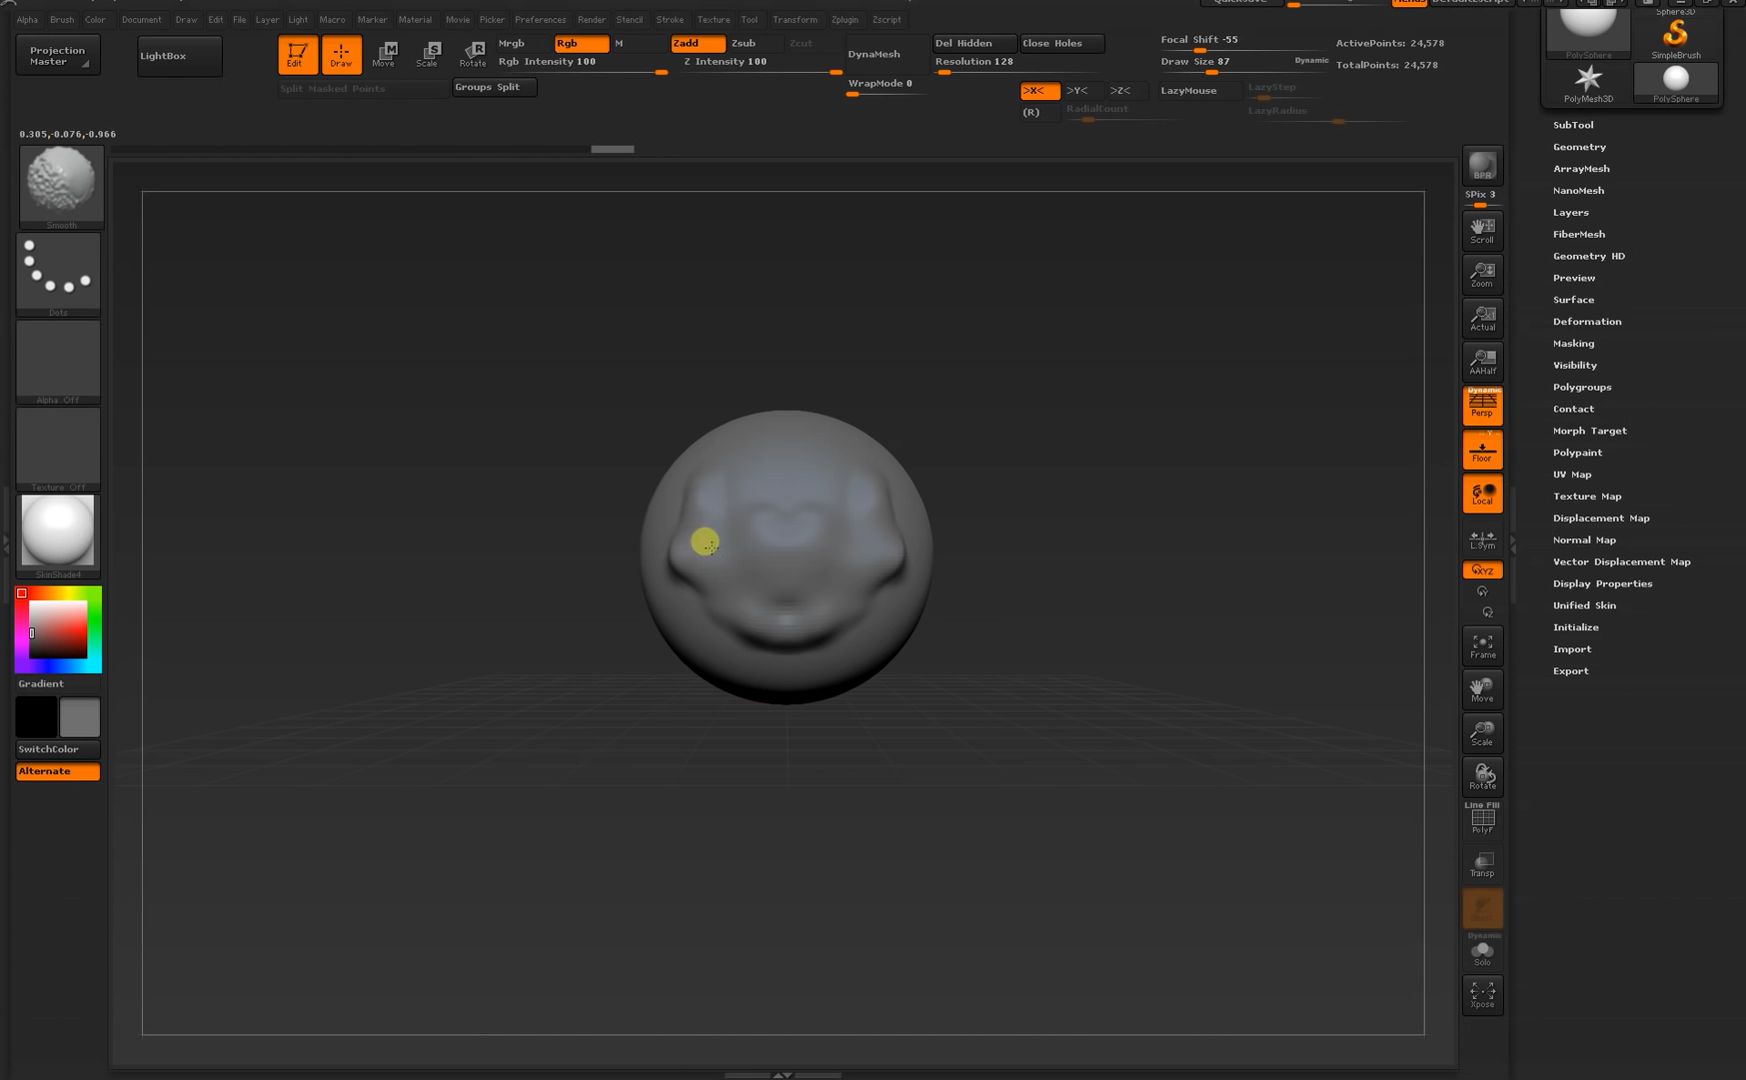 Alpha Brush Color Document Draw Edit File Layer Light Macro Marker Material Movie Picker Preferences Render Stencil Stroke Texture Tool Transform Zplugin Zscript
Projection Master
LightBox
Edit
Draw
Move
Scale
Rotate
Mrgb Rgb M
Rgb Intensity 100
Zadd Zsub Zcut
Z Intensity 100
Split Masked Points
Groups Split
DynaMesh
WrapMode 0
Del Hidden Close Holes
Resolution 128
>X< >Y< >Z<
(R) RadialCount
Focal Shift -55
Draw Size 87 Dynamic
LazyMouse LazyStep
LazyRadius
ActivePoints: 24,578
TotalPoints: 24,578
0.305,-0.076,-0.966
Smooth
Dots
Alpha Off
Texture Off
SkinShade4
Gradient
SwitchColor
Alternate
BPR
SPix 3
Scroll
Zoom
Actual
AAHalf
Dynamic
Persp
Floor
Local
L.Sym
XYZ
Y
Z
Frame
Move
Scale
Rotate
Line Fill
PolyF
Transp
Dynamic
Solo
Xpose
Sphere3D
PolySphere SimpleBrush
PolyMesh3D PolySphere
SubTool
Geometry
ArrayMesh
NanoMesh
Layers
FiberMesh
Geometry HD
Preview
Surface
Deformation
Masking
Visibility
Polygroups
Contact
Morph Target
Polypaint
UV Map
Texture Map
Displacement Map
Normal Map
Vector Displacement Map
Display Properties
Unified Skin
Initialize
Import
Export